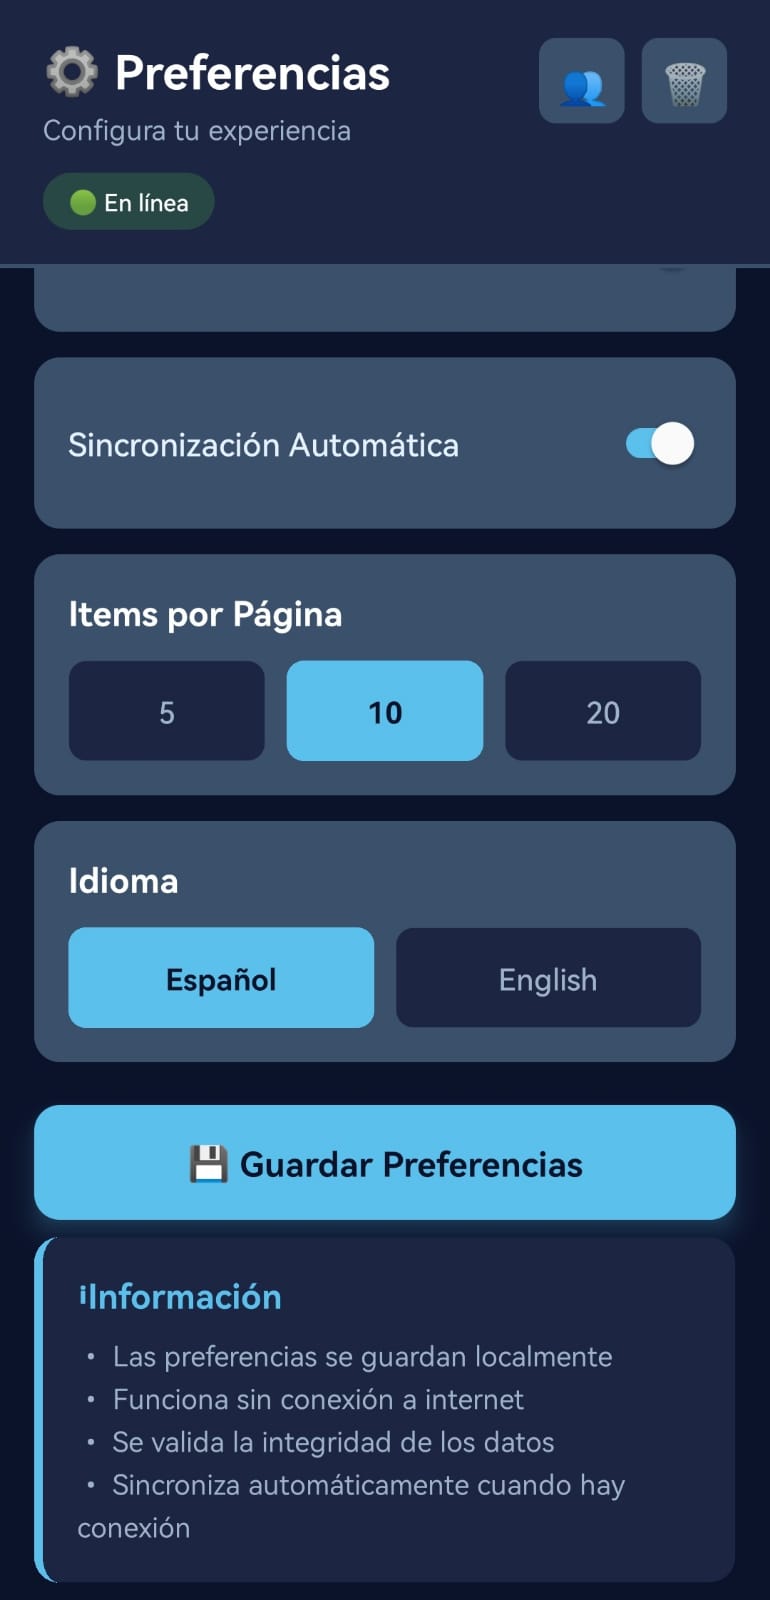 Preferencias
Configura tu experiencia
En línea
Sincronización Automática
Items por Página
5
10
20
Idioma
Español
English
Guardar Preferencias
iInformación
• Las preferencias se guardan localmente
• Funciona sin conexión a internet
• Se valida la integridad de los datos
• Sincroniza automáticamente cuando hay
conexión